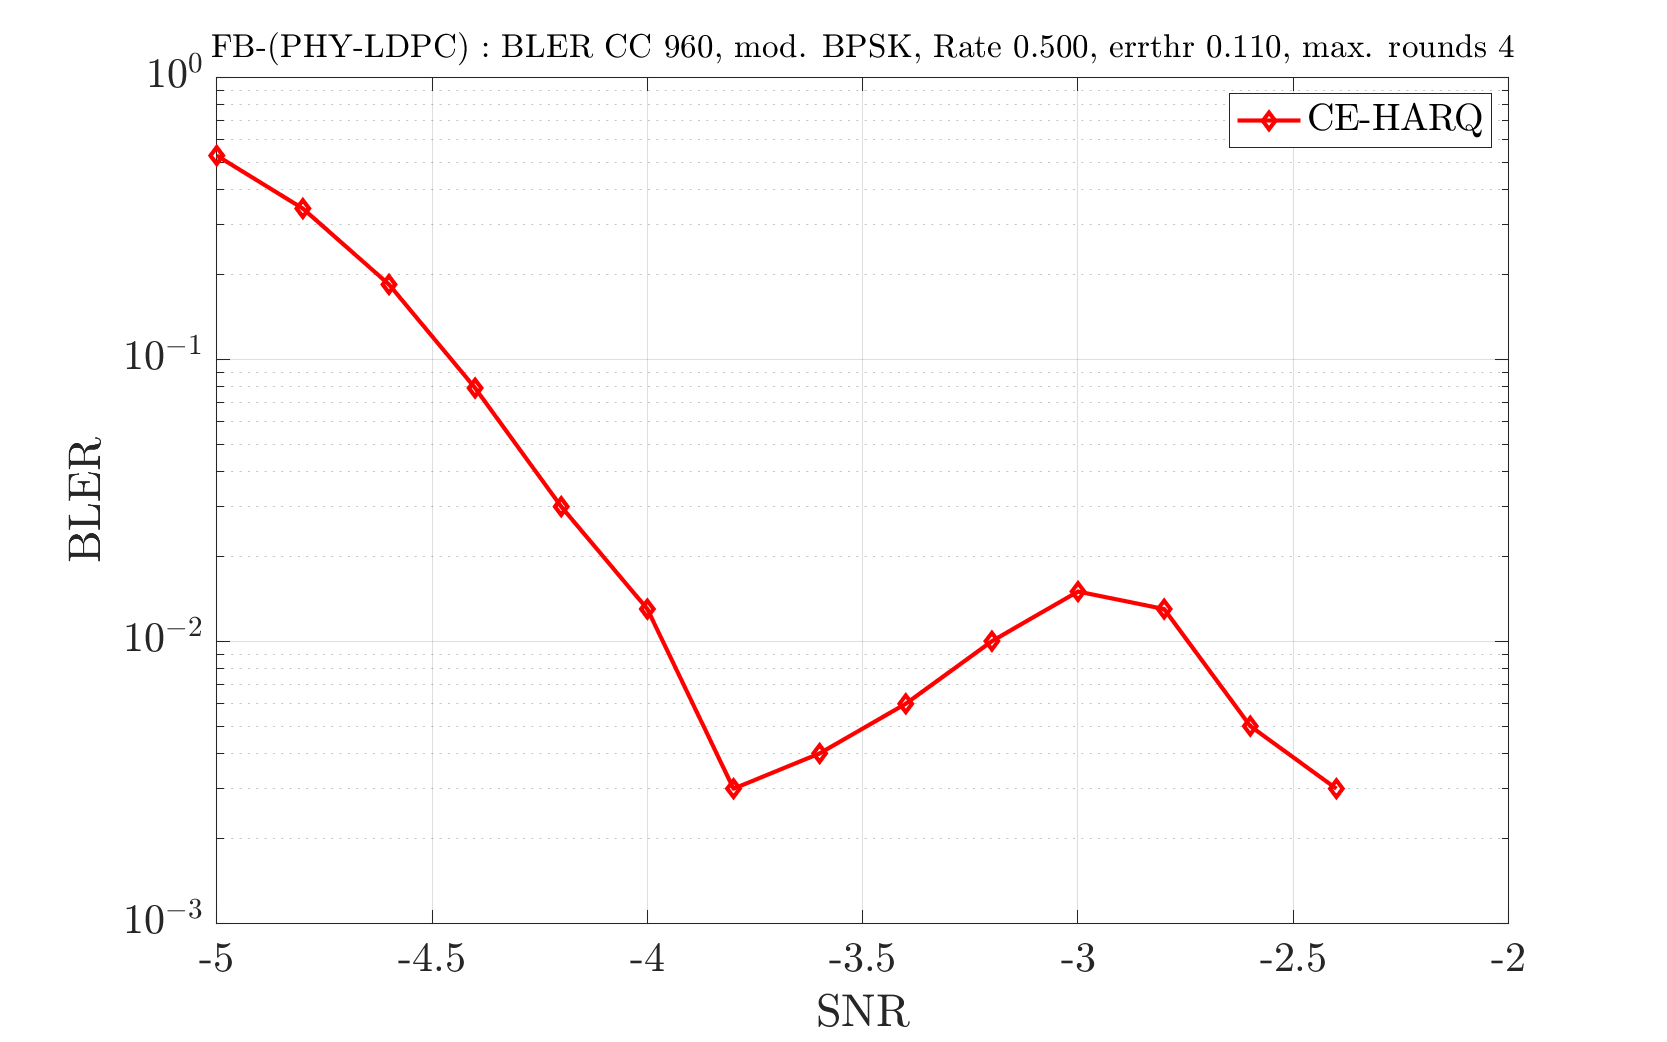 FB-(PHY-LDPC) : BLER CC 960, mod. BPSK, Rate 0.500, errthr 0.110, max. rounds 4
10^0
CE-HARQ
10^{-1}
BLER
10^{-2}
10^{-3}
-5 -4.5 -4 -3.5 -3 -2.5 -2
SNR